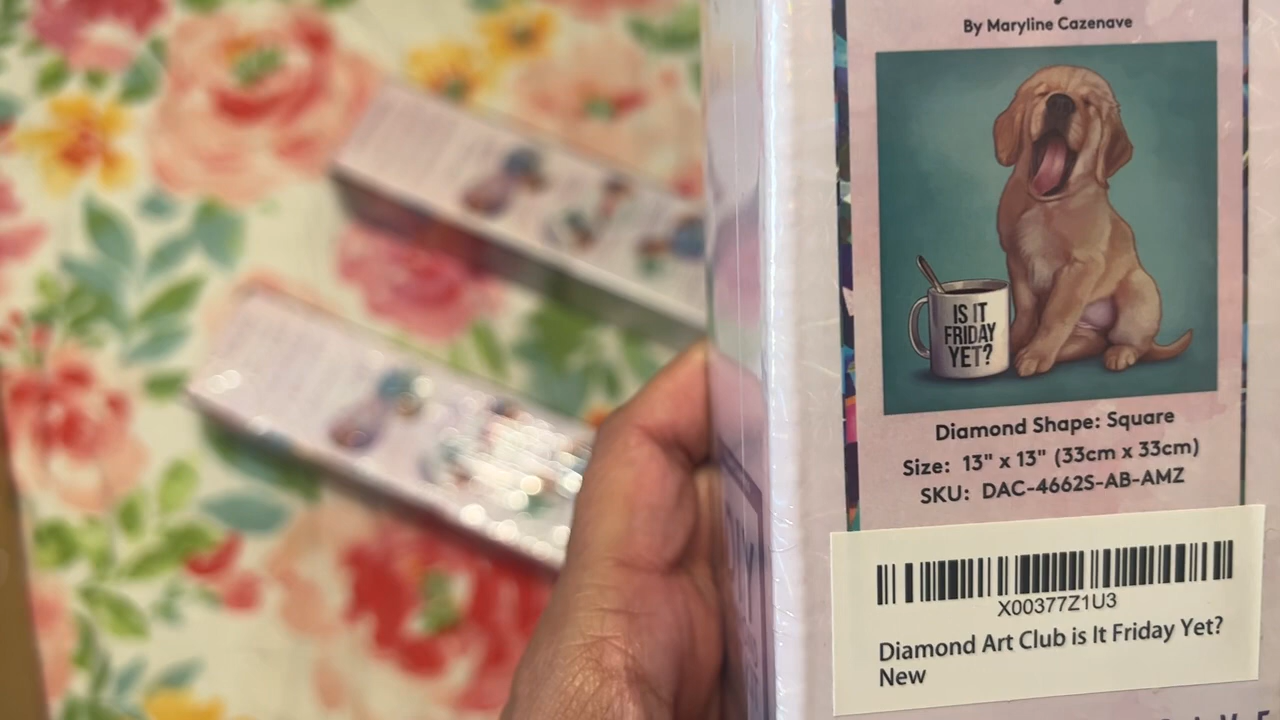 By Maryline Cazenave
IS IT
FRIDAY
YET?
Diamond Shape: Square
Size: 13" x 13" (33cm x 33cm)
SKU: DAC-4662S-AB-AMZ
X00377Z1U3
Diamond Art Club is It Friday Yet?
New